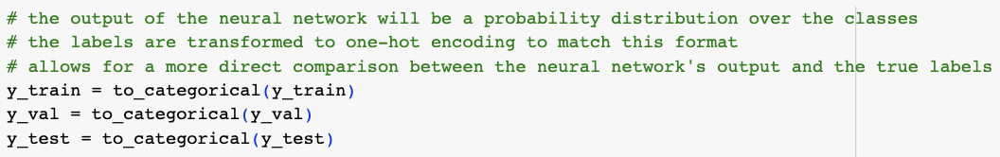 # the output of the neural network will be a probability distribution over the classes
# the labels are transformed to one-hot encoding to match this format
# allows for a more direct comparison between the neural network's output and the true labels
y_train = to_categorical(y_train)
y_val = to_categorical(y_val)
y_test = to_categorical(y_test)